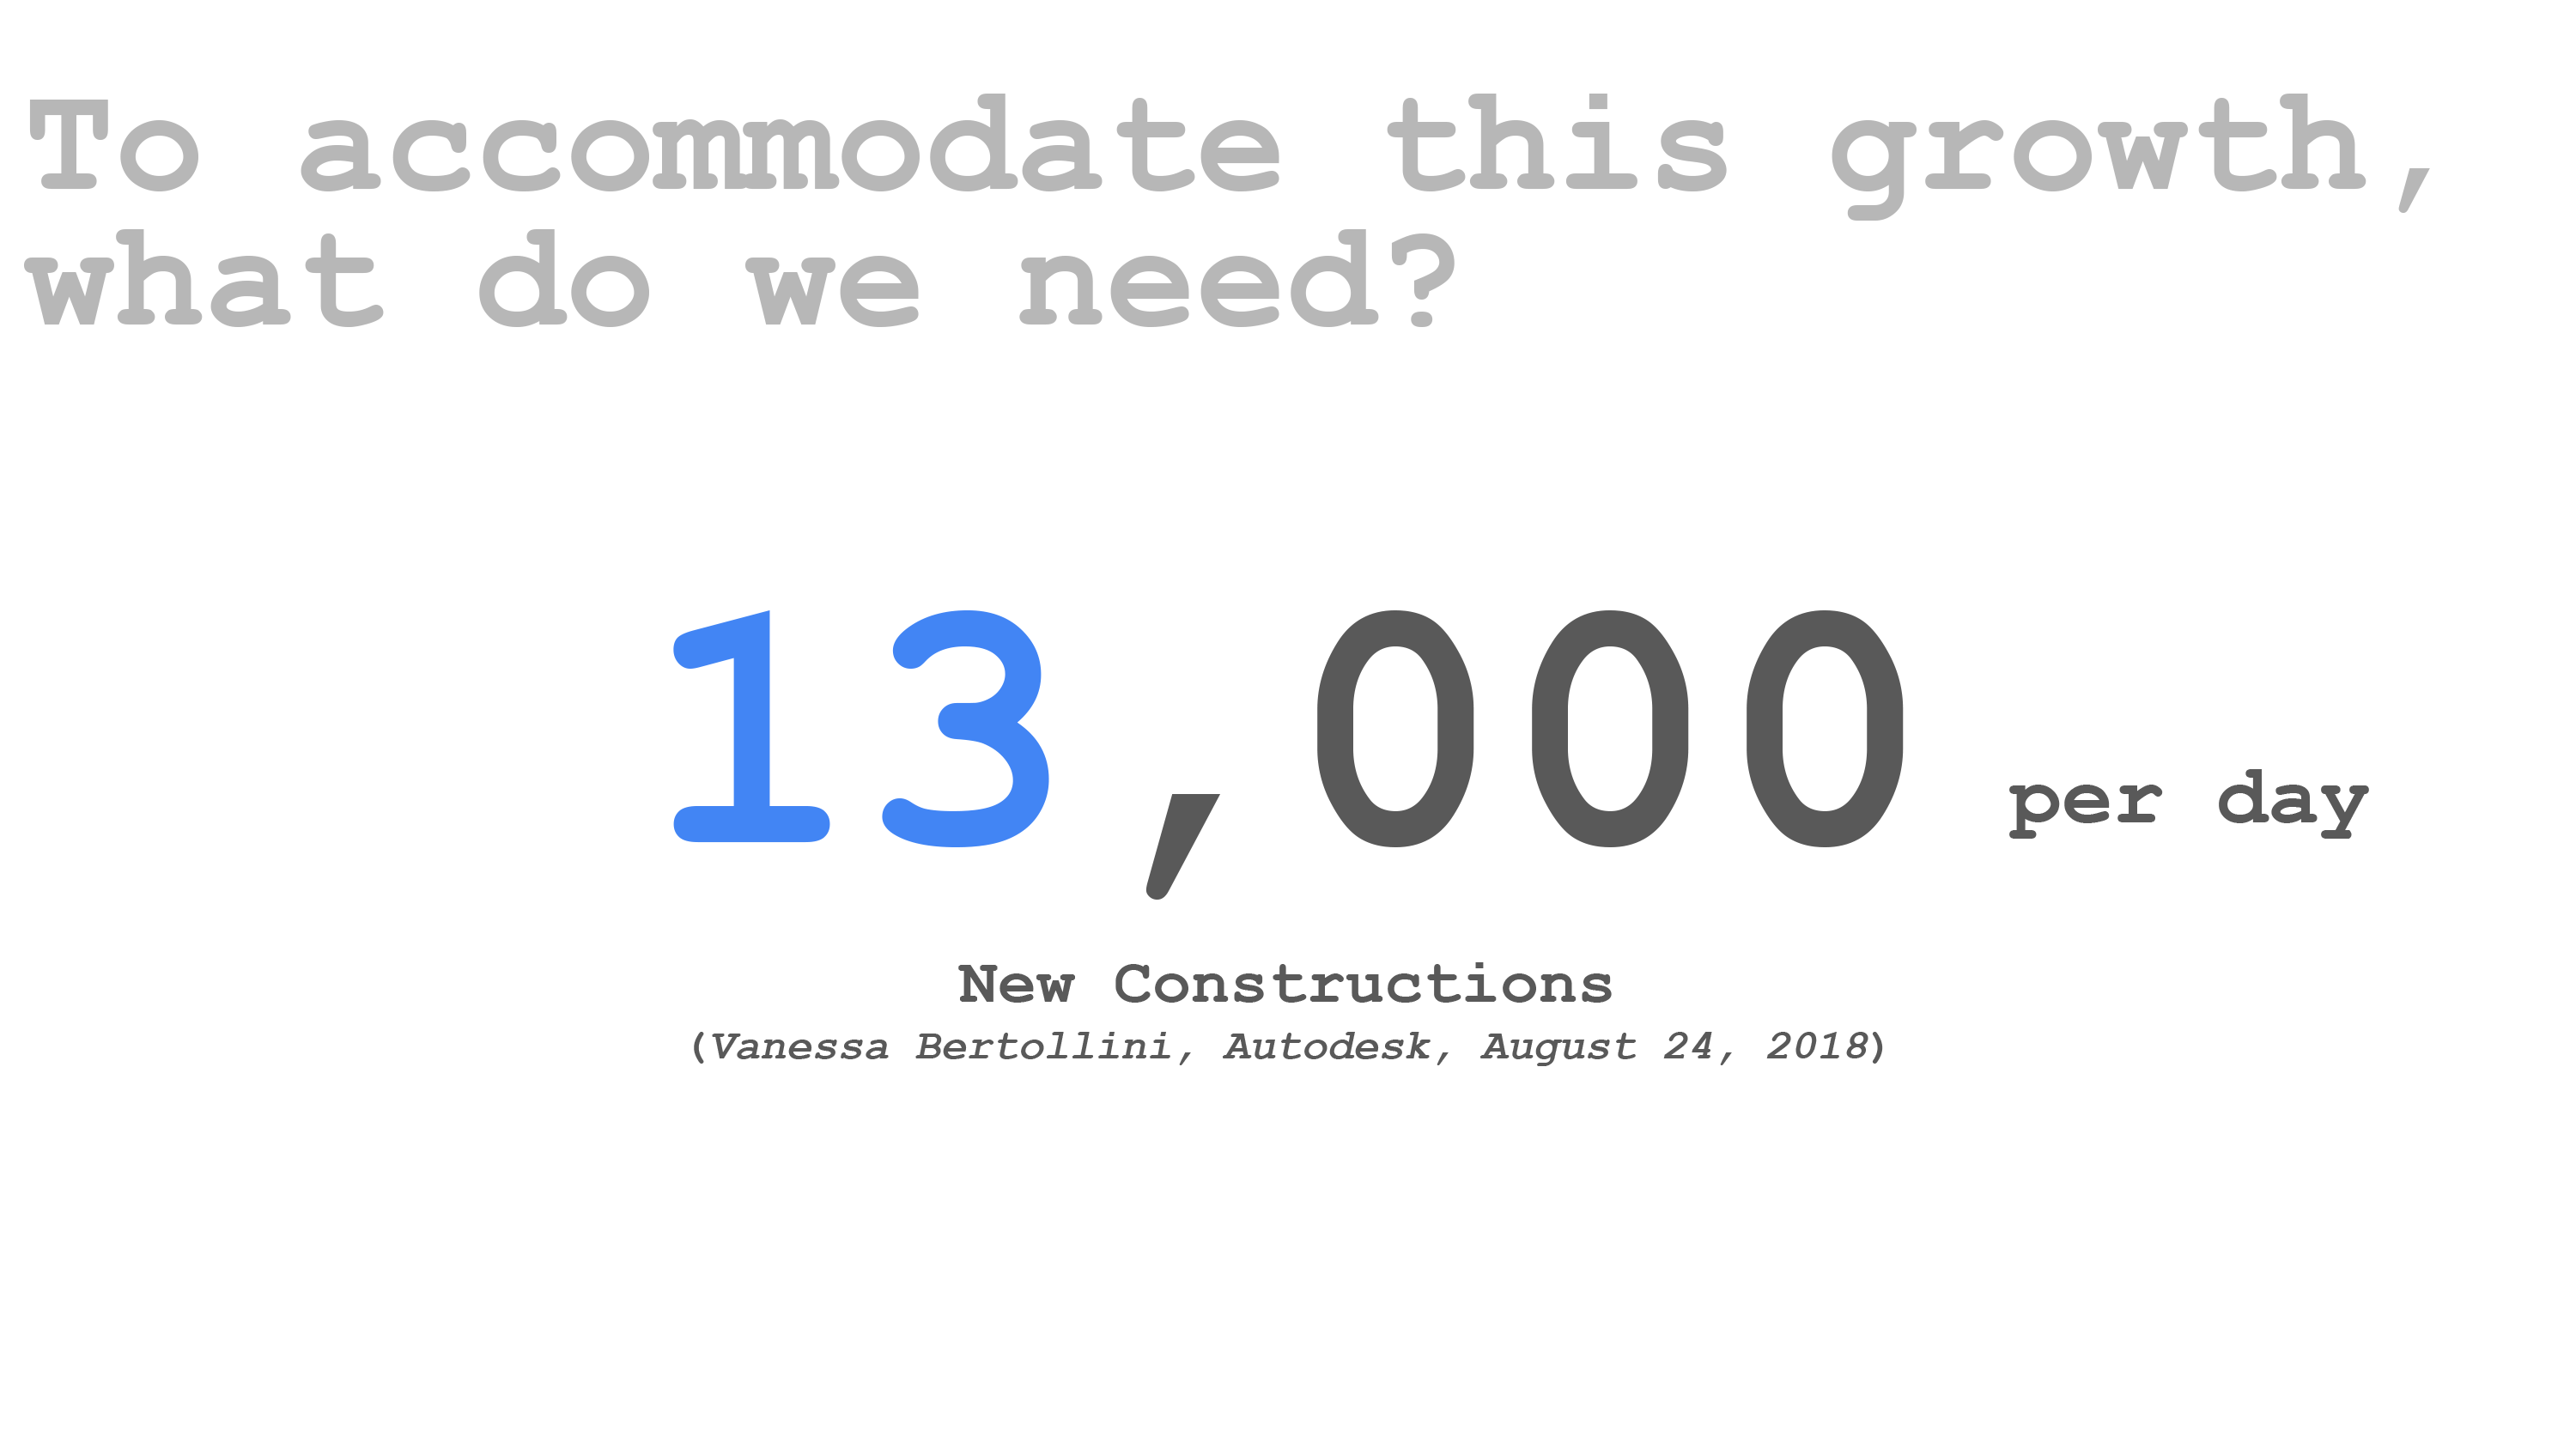 To accommodate this growth,
what do we need?
13,000 per day
New Constructions
(Vanessa Bertollini, Autodesk, August 24, 2018)